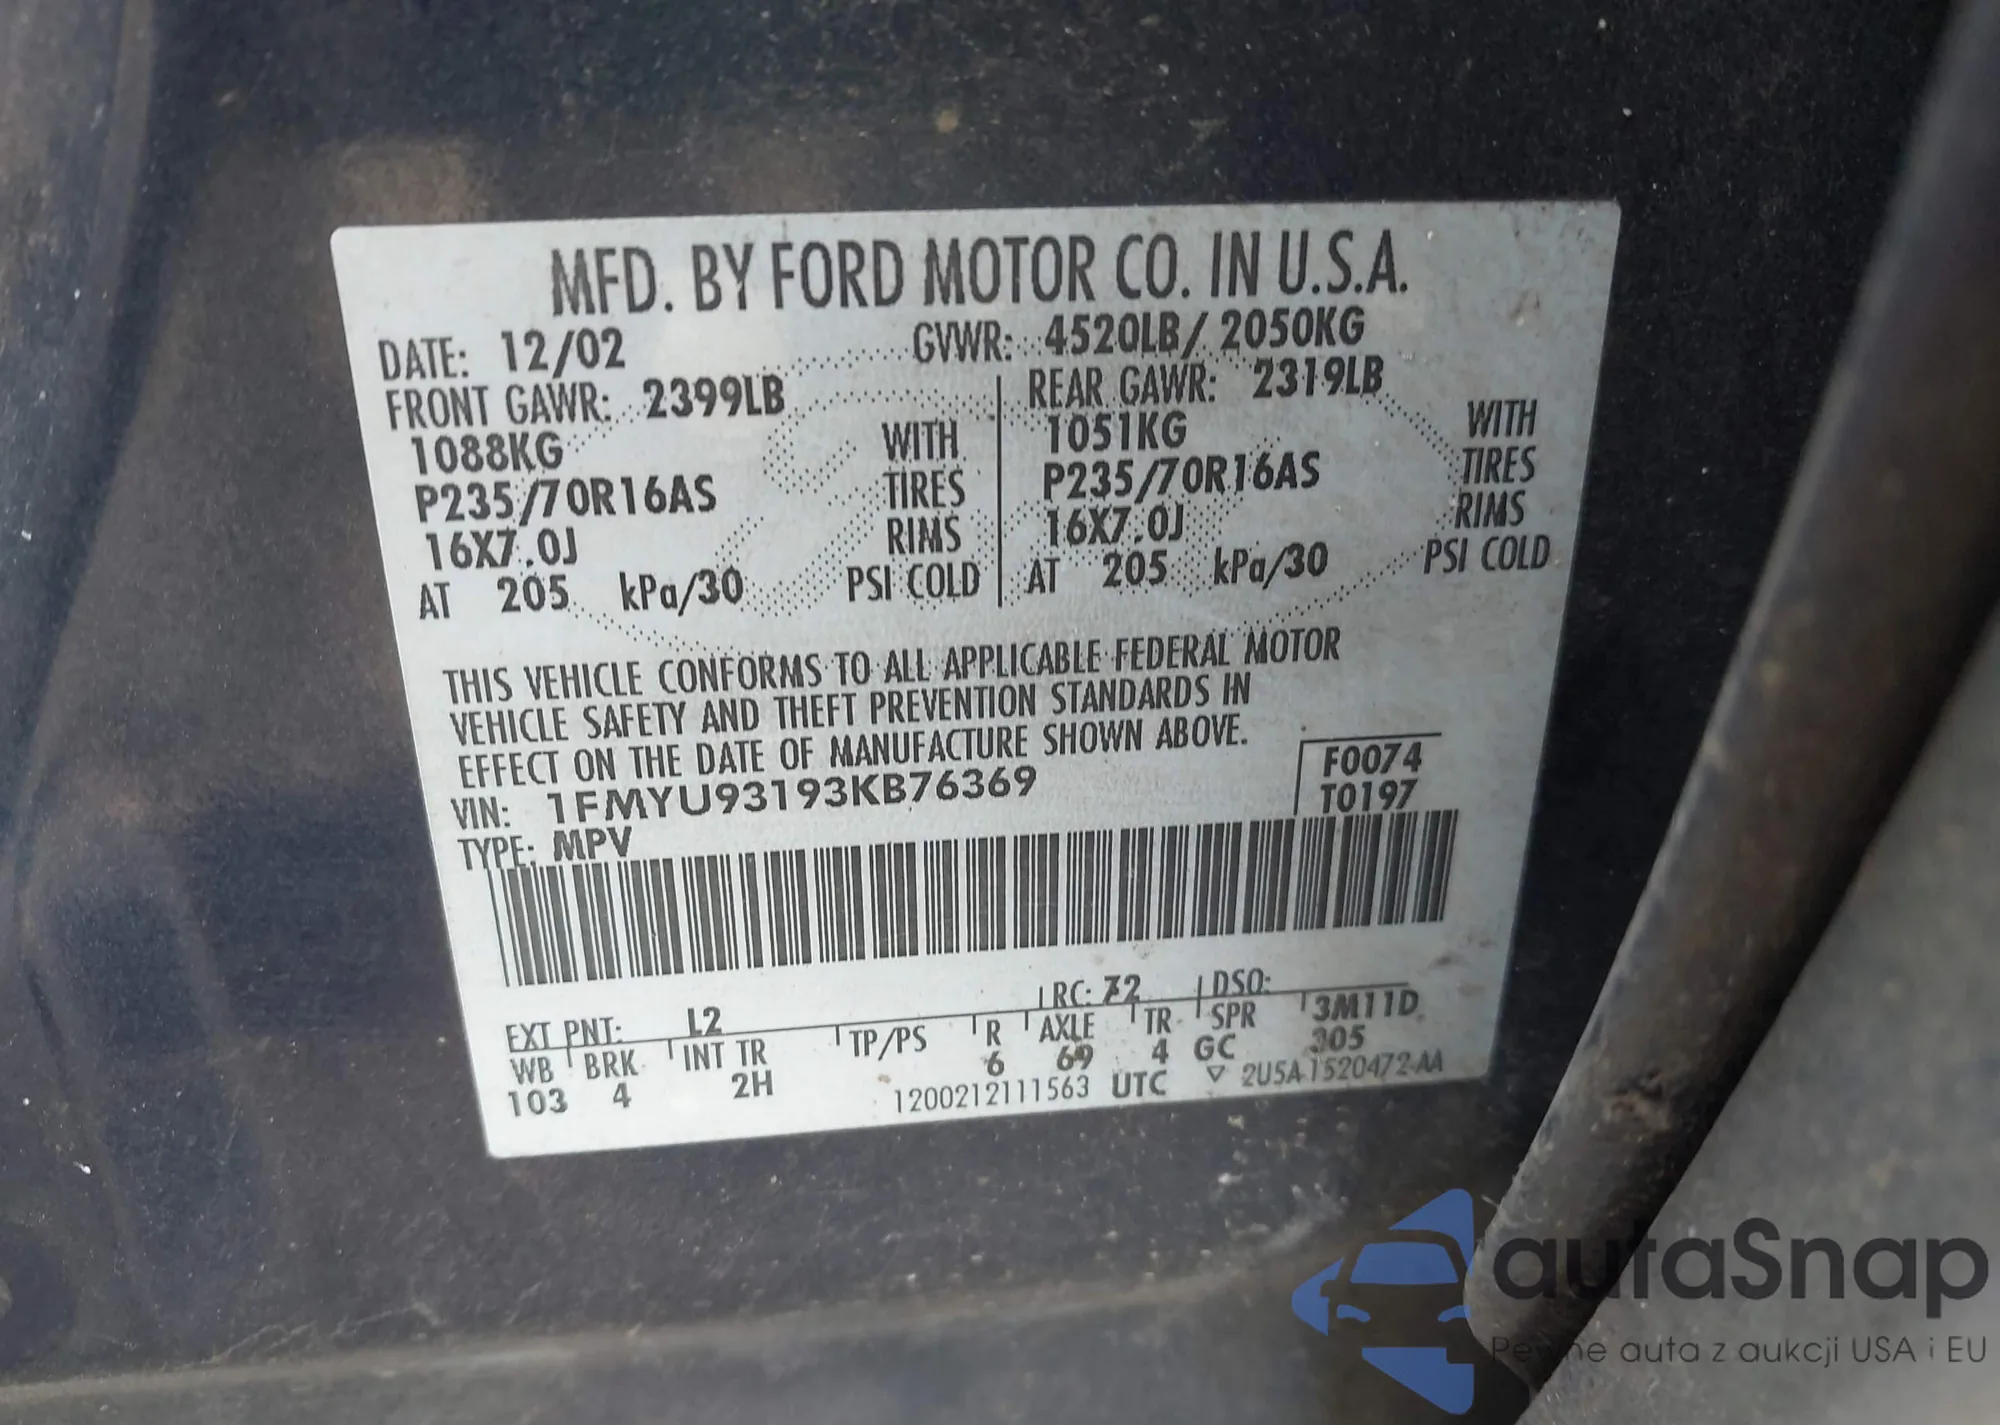 MFD. BY FORD MOTOR CO. IN U.S.A.
DATE: 12/02 GVWR: 4520LB/ 2050KG
FRONT GAWR: 2399LB REAR GAWR: 2319LB
1088KG WITH 1051KG WITH
P235/70R16AS TIRES P235/70R16AS TIRES
16X7.0J RIMS 16X7.0J RIMS
AT 205 kPa/30 PSI COLD AT 205 kPa/30 PSI COLD
THIS VEHICLE CONFORMS TO ALL APPLICABLE FEDERAL MOTOR
VEHICLE SAFETY AND THEFT PREVENTION STANDARDS IN
EFFECT ON THE DATE OF MANUFACTURE SHOWN ABOVE.
VIN: 1FMYU93193KB76369 F0074
TYPE: MPV T0197
EXT PNT: L2 RC: 72 DSO:
WB BRK INT TR TP/PS R AXLE TR SPR 3M11D
103 4 2H 6 69 4 GC 305
1200212111563 UTC ▽ 2U5A-1520472-AA
autaSnap
Pewne auta z aukcji USA i EU